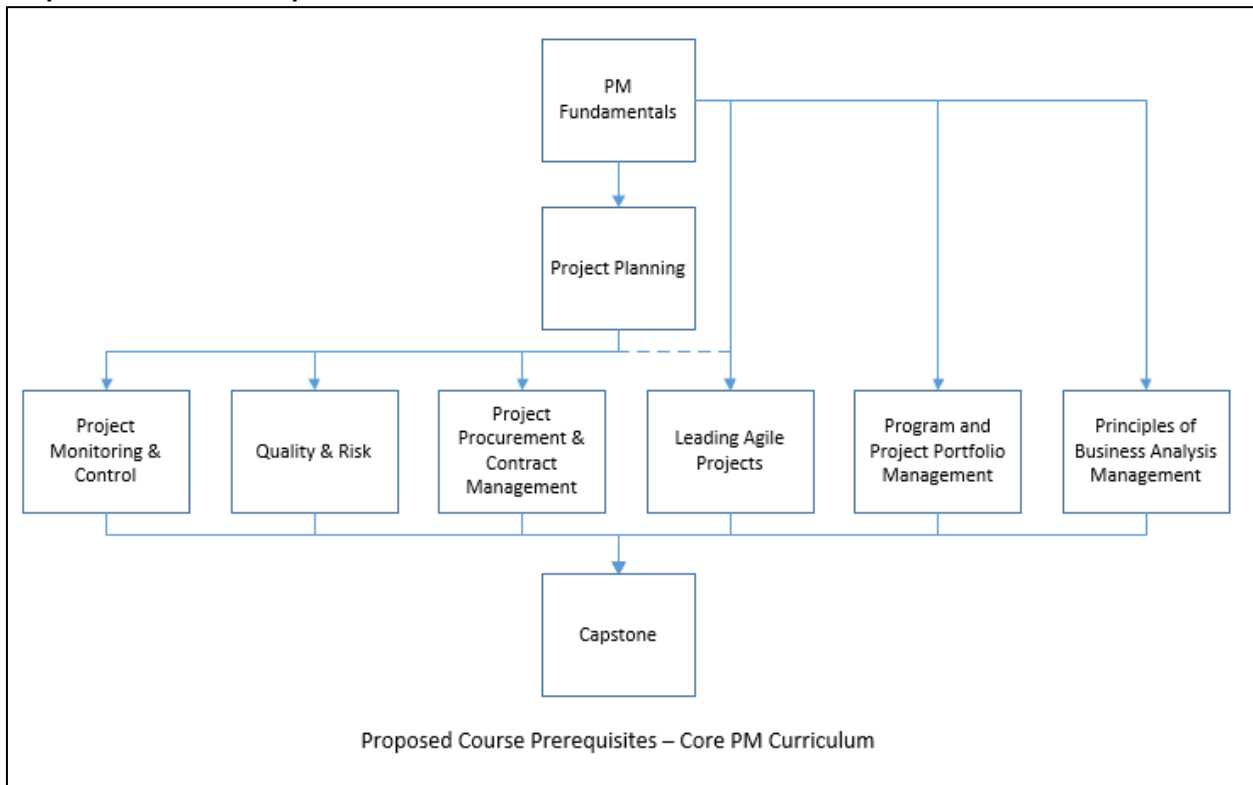 PM
Fundamentals
Project Planning
Project
Monitoring &
Control
Quality & Risk
Project
Procurement &
Contract
Management
Leading Agile
Projects
Program and
Project Portfolio
Management
Principles of
Business Analysis
Management
Capstone
Proposed Course Prerequisites – Core PM Curriculum